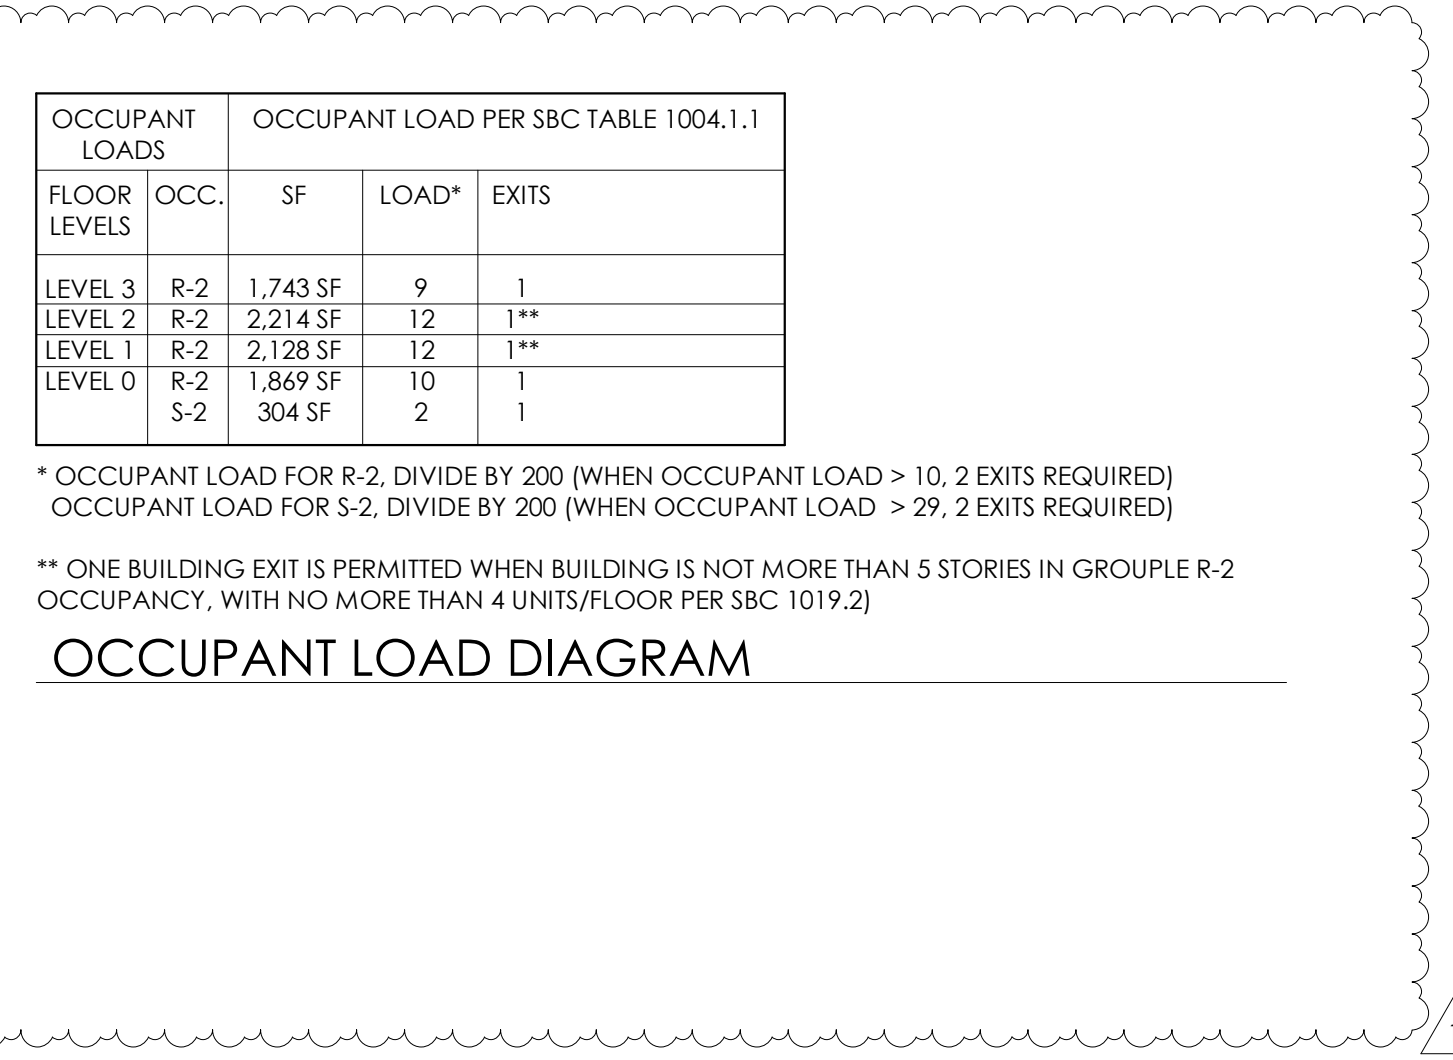 OCCUPANT LOADS OCCUPANT LOAD PER SBC TABLE 1004.1.1
FLOOR LEVELS OCC. SF LOAD* EXITS
LEVEL 3 R-2 1,743 SF 9 1
LEVEL 2 R-2 2,214 SF 12 1**
LEVEL 1 R-2 2,128 SF 12 1**
LEVEL 0 R-2 1,869 SF 10 1
S-2 304 SF 2 1
* OCCUPANT LOAD FOR R-2, DIVIDE BY 200 (WHEN OCCUPANT LOAD > 10, 2 EXITS REQUIRED)
OCCUPANT LOAD FOR S-2, DIVIDE BY 200 (WHEN OCCUPANT LOAD > 29, 2 EXITS REQUIRED)
** ONE BUILDING EXIT IS PERMITTED WHEN BUILDING IS NOT MORE THAN 5 STORIES IN GROUPLE R-2
OCCUPANCY, WITH NO MORE THAN 4 UNITS/FLOOR PER SBC 1019.2)
OCCUPANT LOAD DIAGRAM